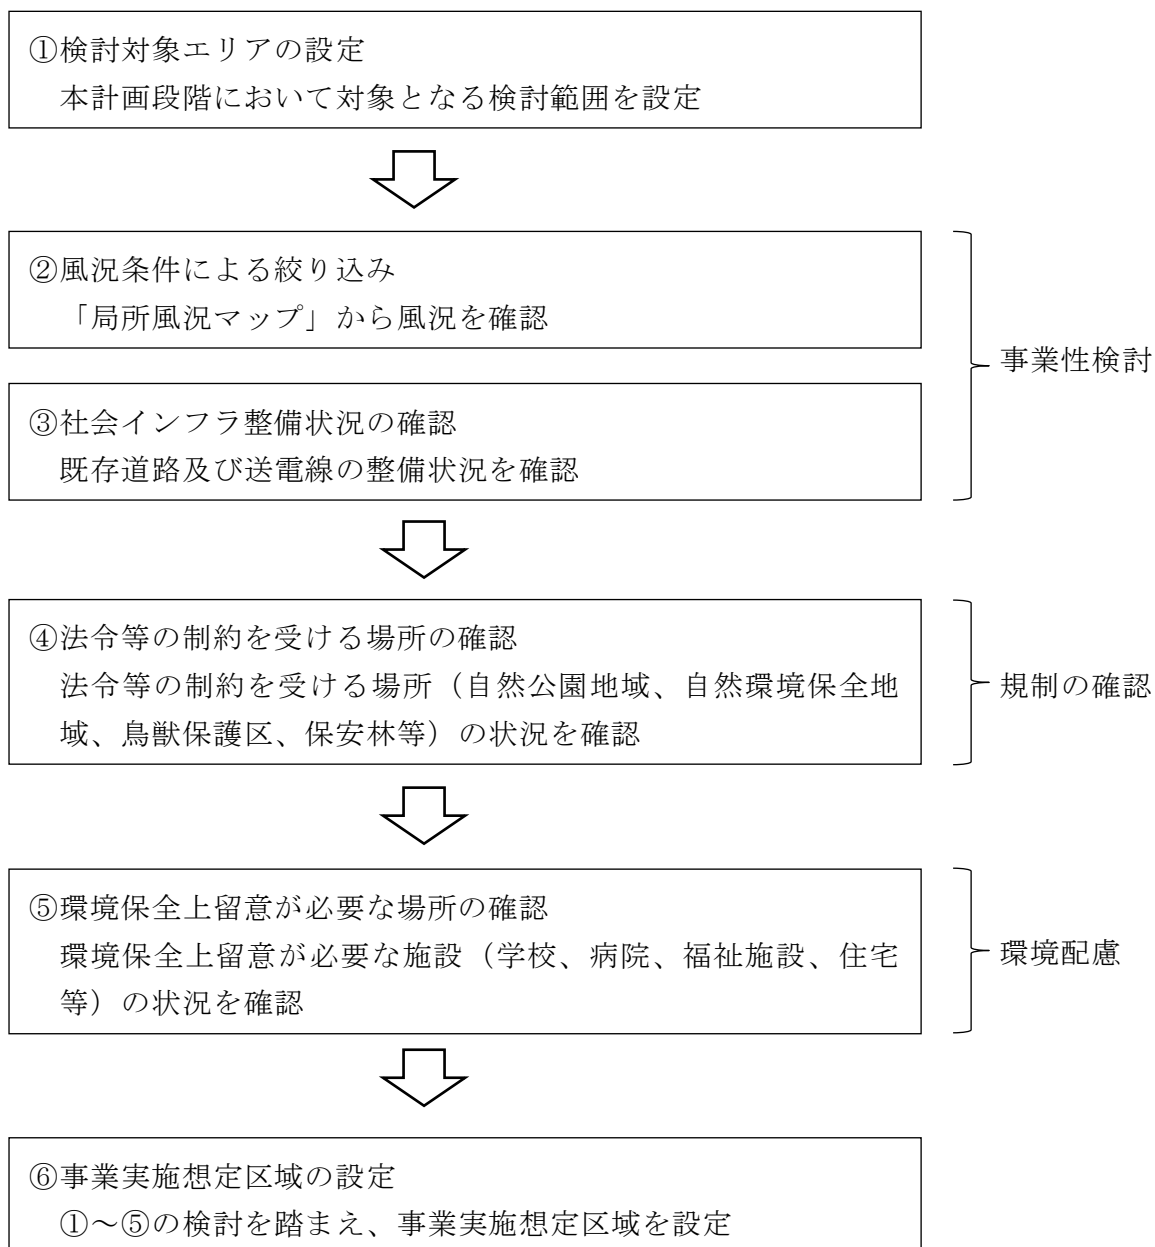 ①検討対象エリアの設定
本計画段階において対象となる検討範囲を設定
②風況条件による絞り込み
「局所風況マップ」から風況を確認
事業性検討
③社会インフラ整備状況の確認
既存道路及び送電線の整備状況を確認
④法令等の制約を受ける場所の確認
法令等の制約を受ける場所（自然公園地域、自然環境保全地
域、鳥獣保護区、保安林等）の状況を確認
規制の確認
⑤環境保全上留意が必要な場所の確認
環境保全上留意が必要な施設（学校、病院、福祉施設、住宅
等）の状況を確認
環境配慮
⑥事業実施想定区域の設定
①～⑤の検討を踏まえ、事業実施想定区域を設定